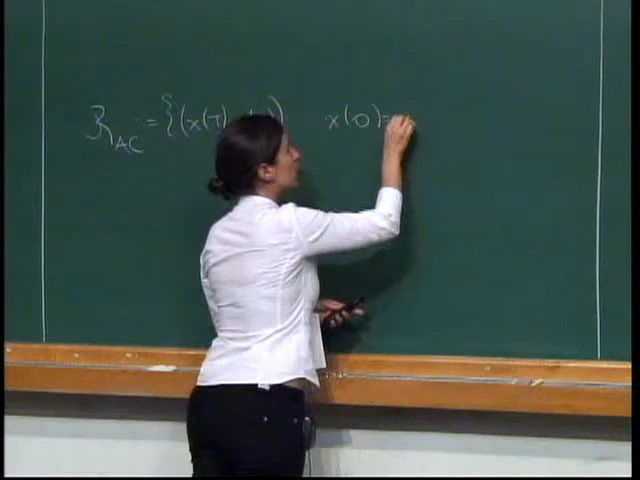 R_AC := {(x(T) ) x(0)=